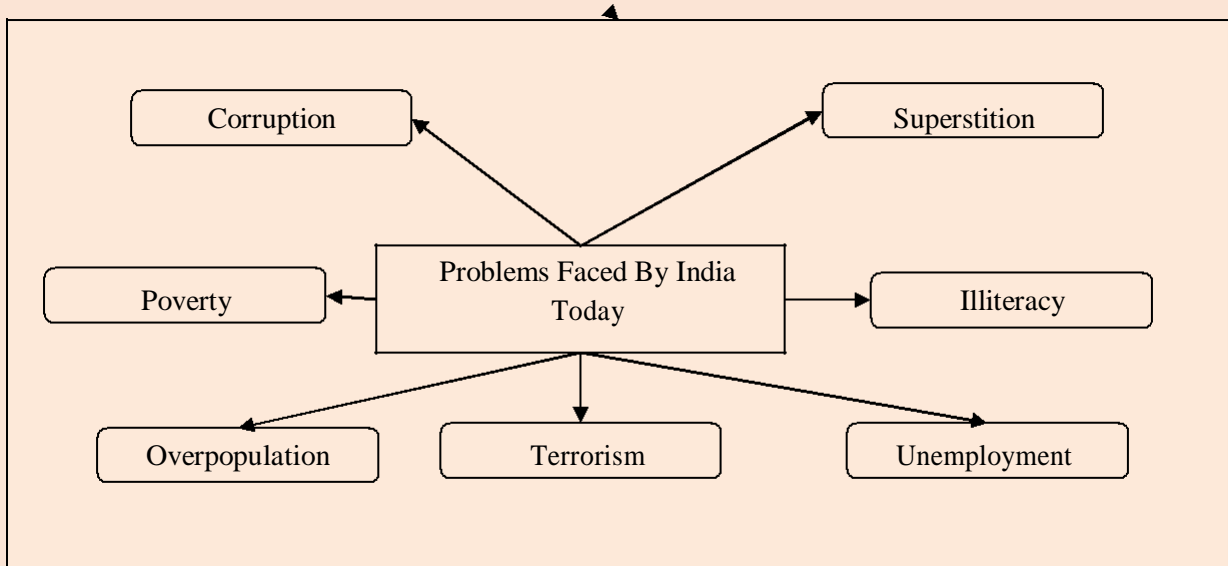 Corruption
Superstition
Problems Faced By India
Today
Poverty
Illiteracy
Overpopulation
Terrorism
Unemployment